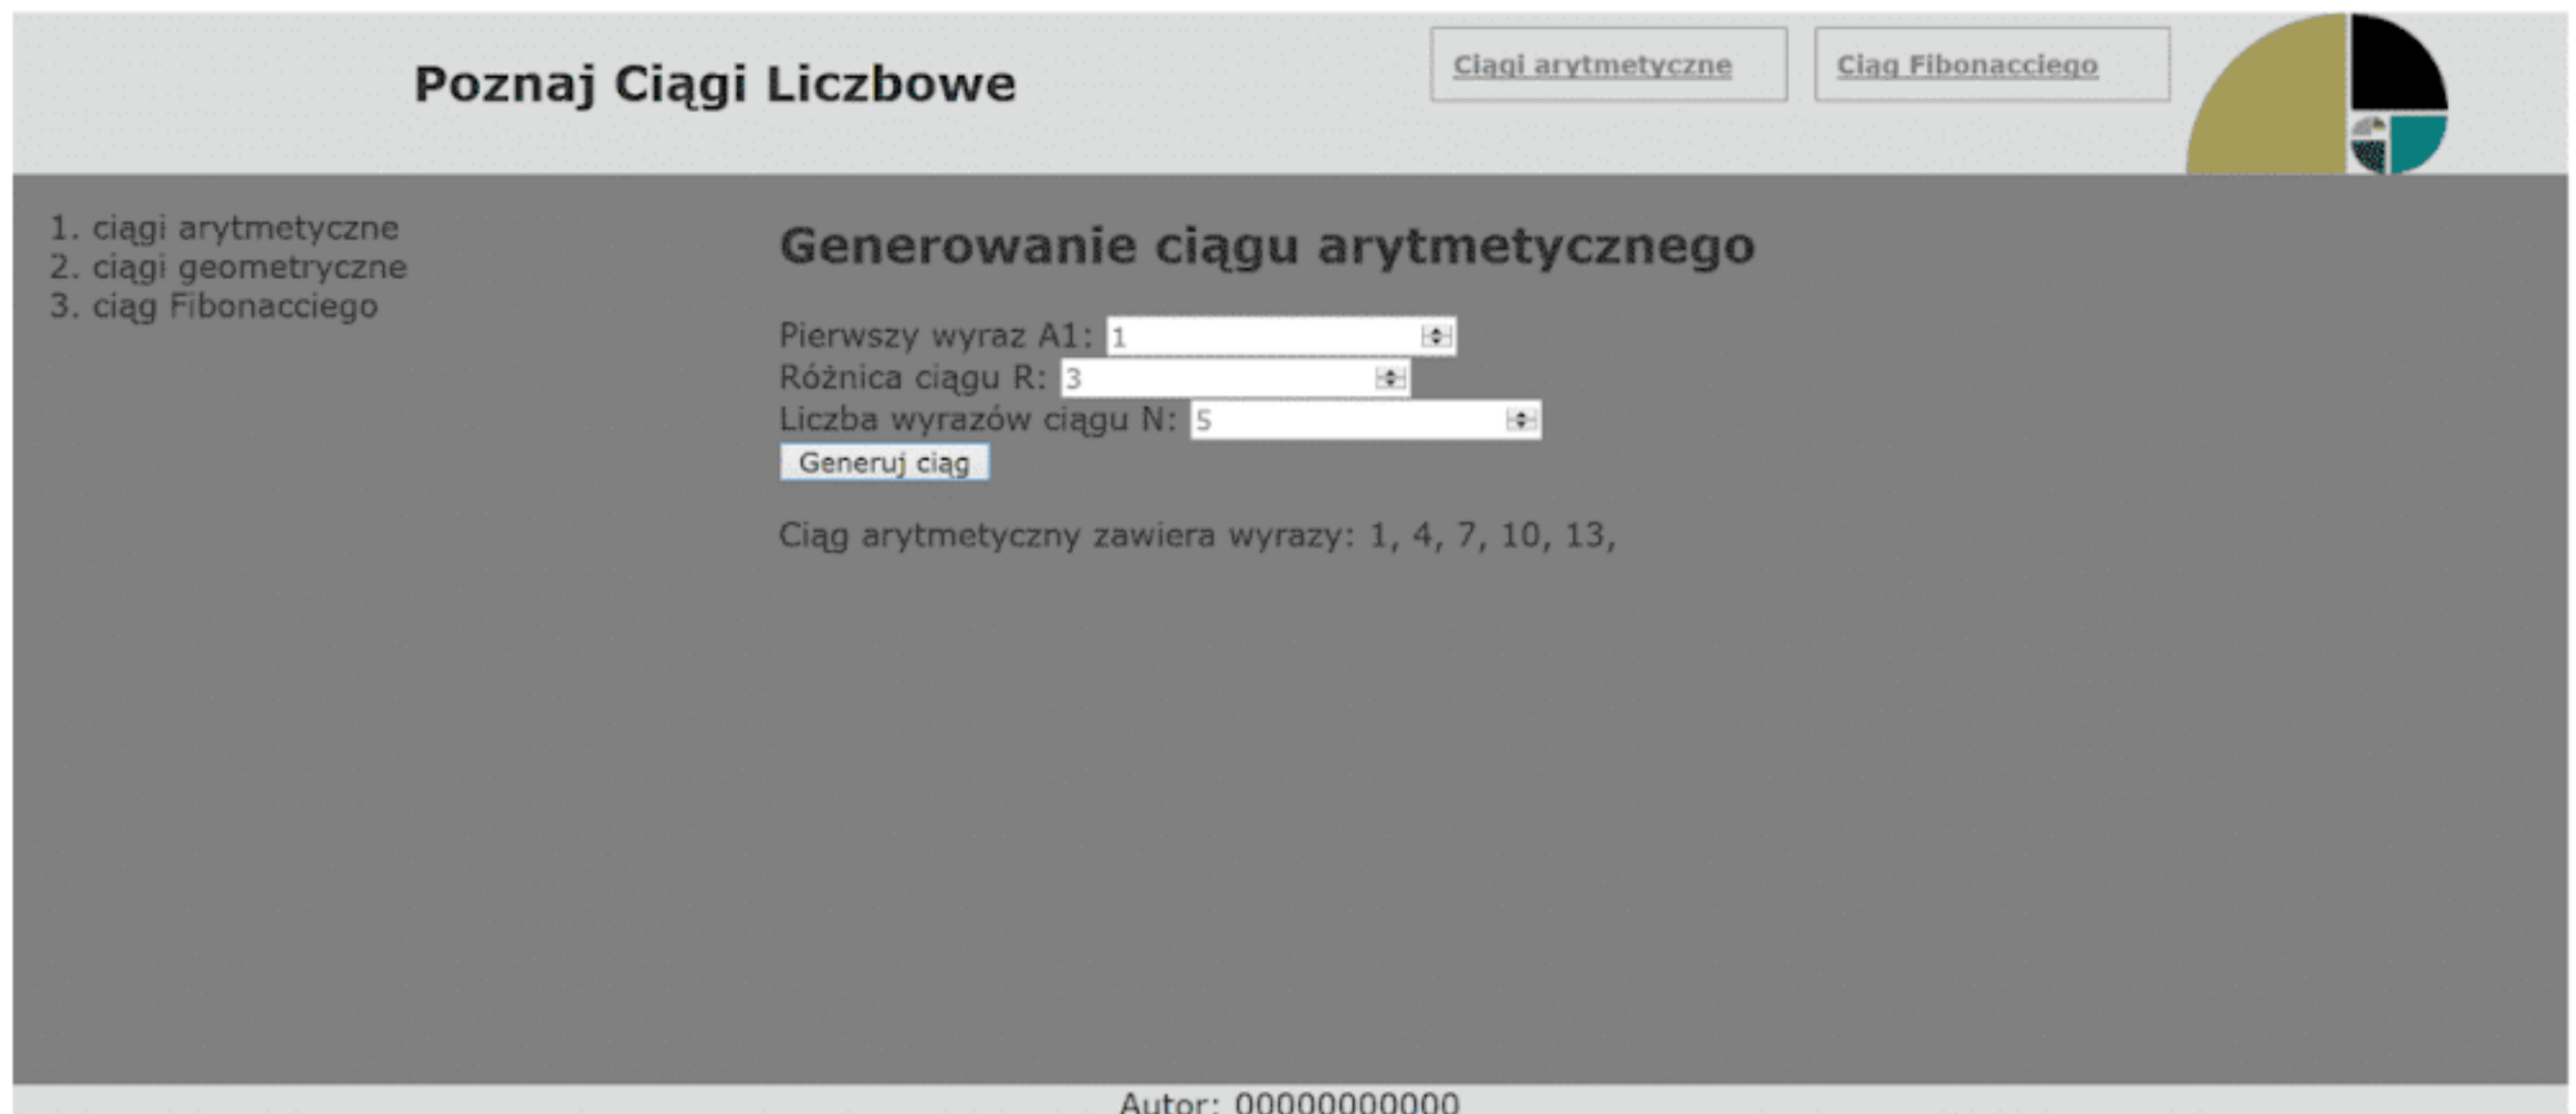 Poznaj Ciągi Liczbowe
Ciągi arytmetyczne
Ciąg Fibonacciego
1. ciągi arytmetyczne
2. ciągi geometryczne
3. ciąg Fibonacciego
Generowanie ciągu arytmetycznego
Pierwszy wyraz A1: 1
Różnica ciągu R: 3
Liczba wyrazów ciągu N: 5
Generuj ciąg
Ciąg arytmetyczny zawiera wyrazy: 1, 4, 7, 10, 13,
Autor: 00000000000